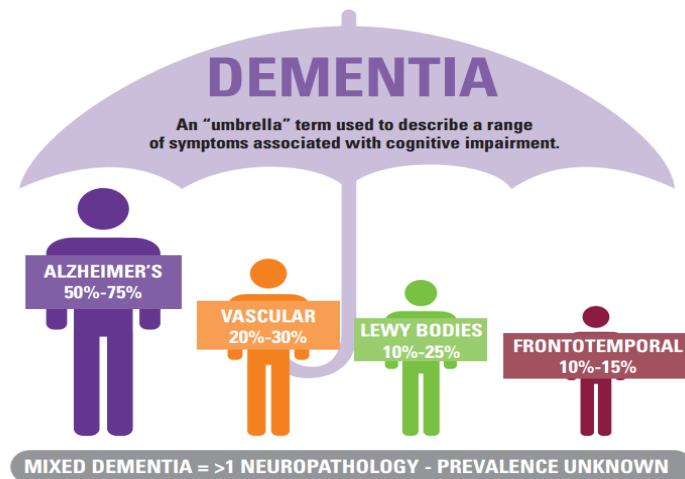 DEMENTIA
An “umbrella” term used to describe a range
of symptoms associated with cognitive impairment.
ALZHEIMER’S
50%-75%
VASCULAR
20%-30%
LEWY BODIES
10%-25%
FRONTOTEMPORAL
10%-15%
MIXED DEMENTIA = >1 NEUROPATHOLOGY - PREVALENCE UNKNOWN